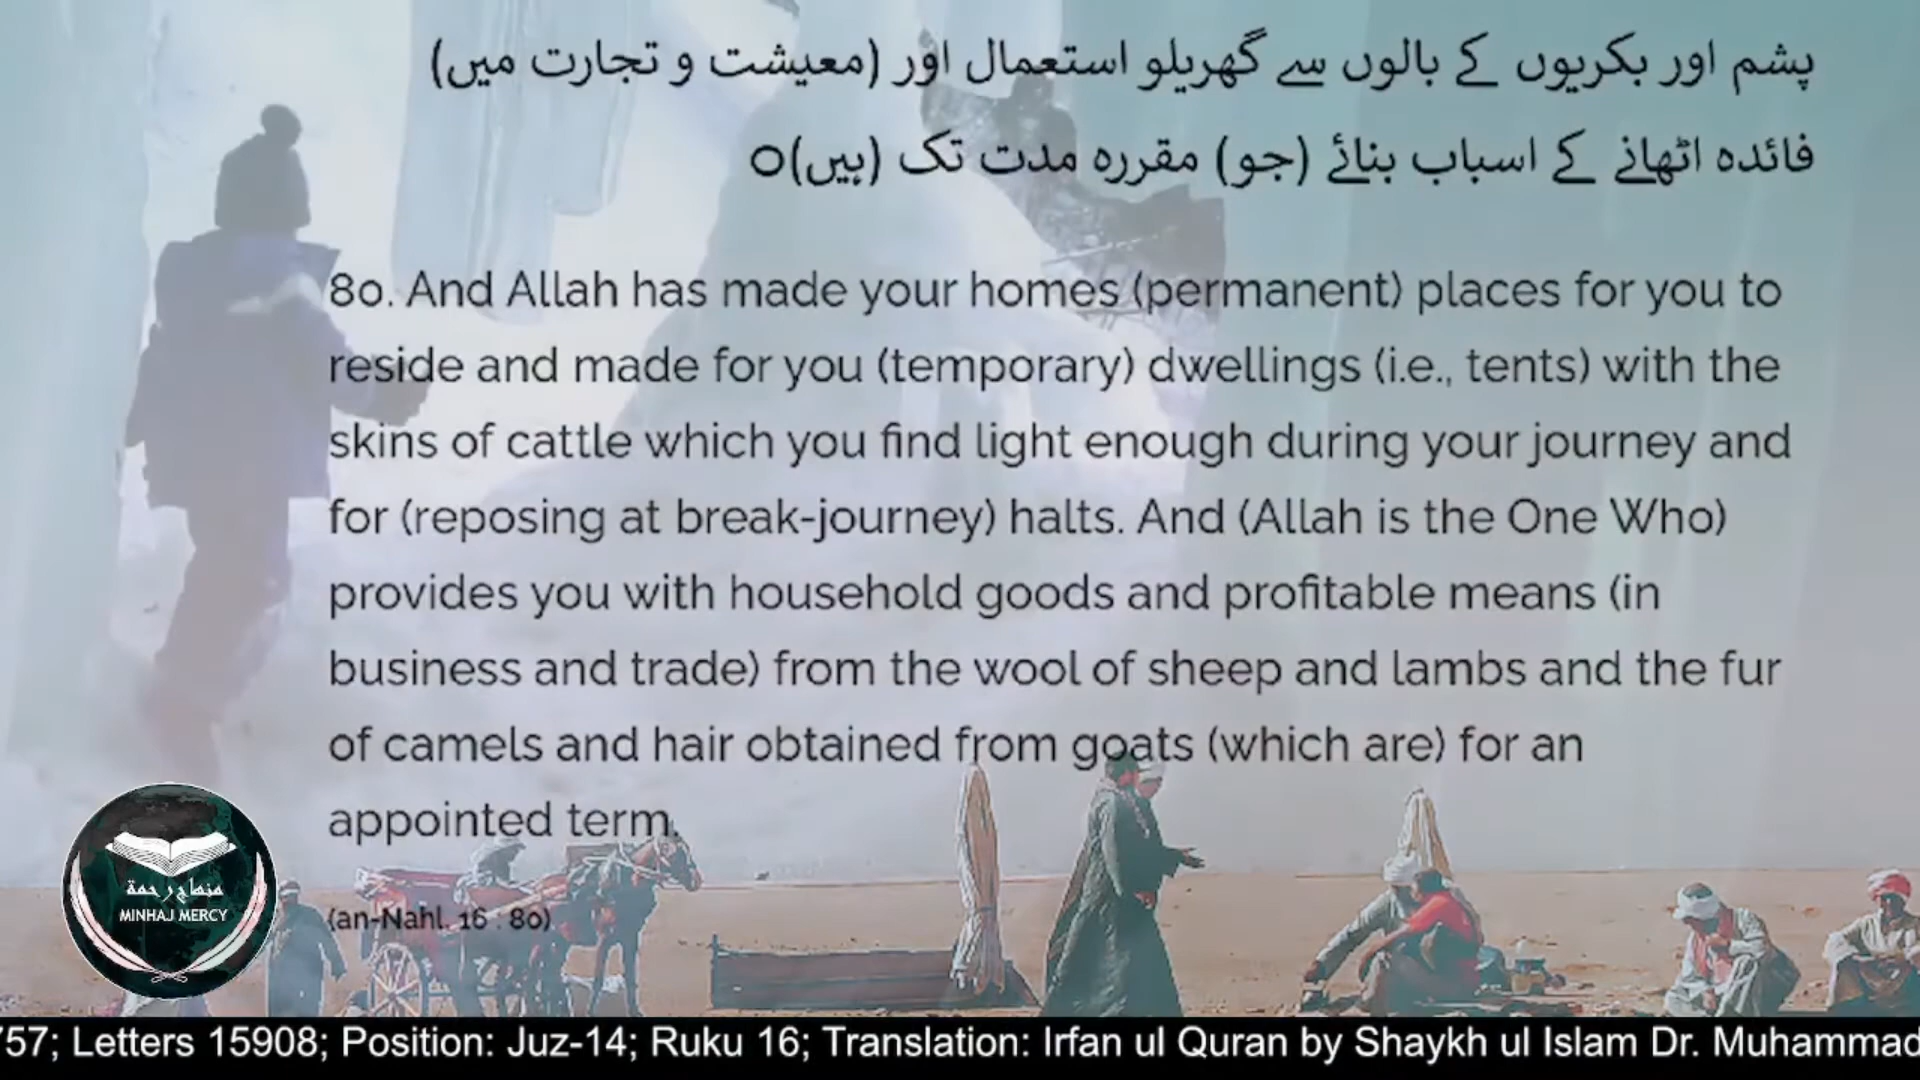 پشم اور بکریوں کے بالوں سے گھریلو استعمال اور (معیشت و تجارت میں)
فائدہ اٹھانے کے اسباب بنائے (جو) مقررہ مدت تک (ہیں)o
80. And Allah has made your homes (permanent) places for you to
reside and made for you (temporary) dwellings (i.e., tents) with the
skins of cattle which you find light enough during your journey and
for (reposing at break-journey) halts. And (Allah is the One Who)
provides you with household goods and profitable means (in
business and trade) from the wool of sheep and lambs and the fur
of camels and hair obtained from goats (which are) for an
appointed term.
(an-Nahl, 16 : 80)
منهاج رحمة
MINHAJ MERCY
757; Letters 15908; Position: Juz-14; Ruku 16; Translation: Irfan ul Quran by Shaykh ul Islam Dr. Muhammad